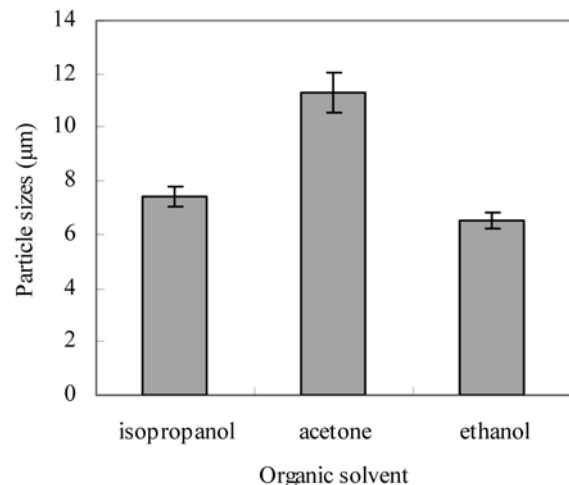 14
12
10
8
6
4
2
0
Particle sizes (μm)
isopropanol acetone ethanol
Organic solvent